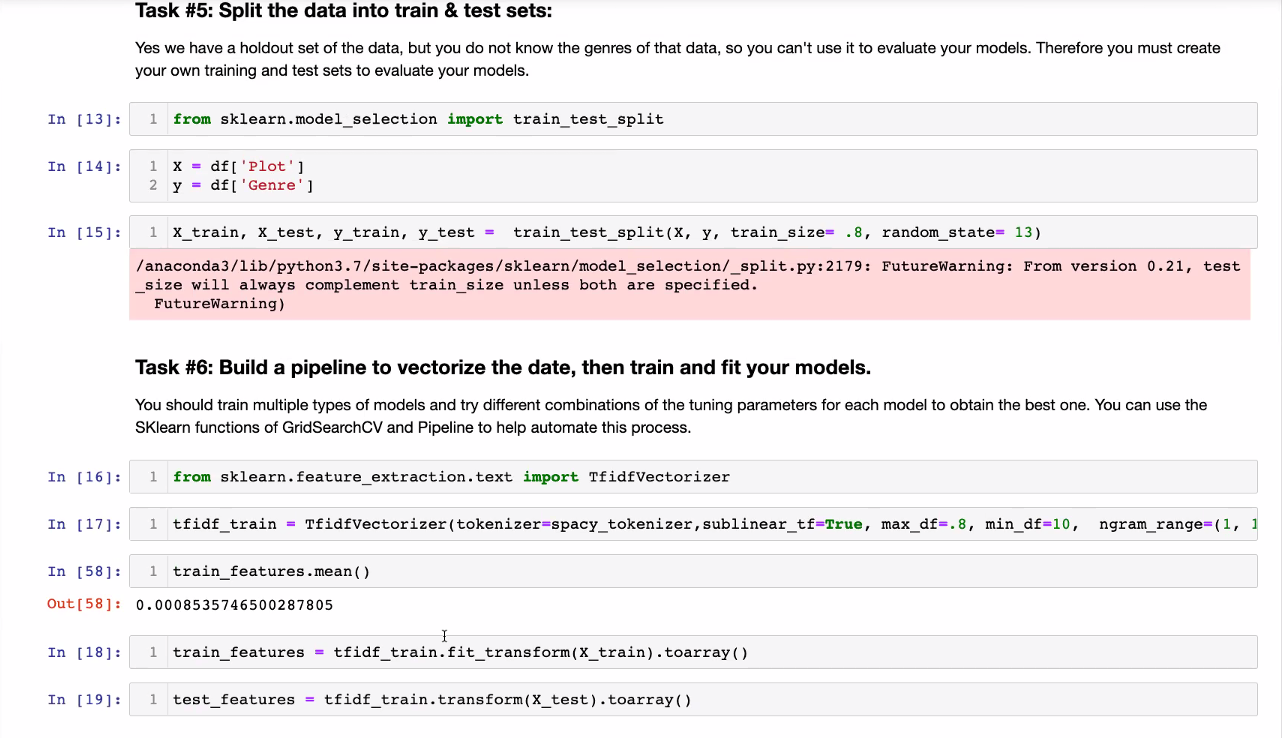 Task #5: Split the data into train & test sets:
Yes we have a holdout set of the data, but you do not know the genres of that data, so you can't use it to evaluate your models. Therefore you must create
your own training and test sets to evaluate your models.
In [13]: 1 from sklearn.model_selection import train_test_split
In [14]: 1 X = df['Plot']
2 y = df['Genre']
In [15]: 1 X_train, X_test, y_train, y_test =  train_test_split(X, y, train_size= .8, random_state= 13)
/anaconda3/lib/python3.7/site-packages/sklearn/model_selection/_split.py:2179: FutureWarning: From version 0.21, test
_size will always complement train_size unless both are specified.
FutureWarning)
Task #6: Build a pipeline to vectorize the date, then train and fit your models.
You should train multiple types of models and try different combinations of the tuning parameters for each model to obtain the best one. You can use the
SKlearn functions of GridSearchCV and Pipeline to help automate this process.
In [16]: 1 from sklearn.feature_extraction.text import TfidfVectorizer
In [17]: 1 tfidf_train = TfidfVectorizer(tokenizer=spacy_tokenizer,sublinear_tf=True, max_df=.8, min_df=10,  ngram_range=(1, 1
In [58]: 1 train_features.mean()
Out[58]: 0.0008535746500287805
In [18]: 1 train_features = tfidf_train.fit_transform(X_train).toarray()
In [19]: 1 test_features = tfidf_train.transform(X_test).toarray()